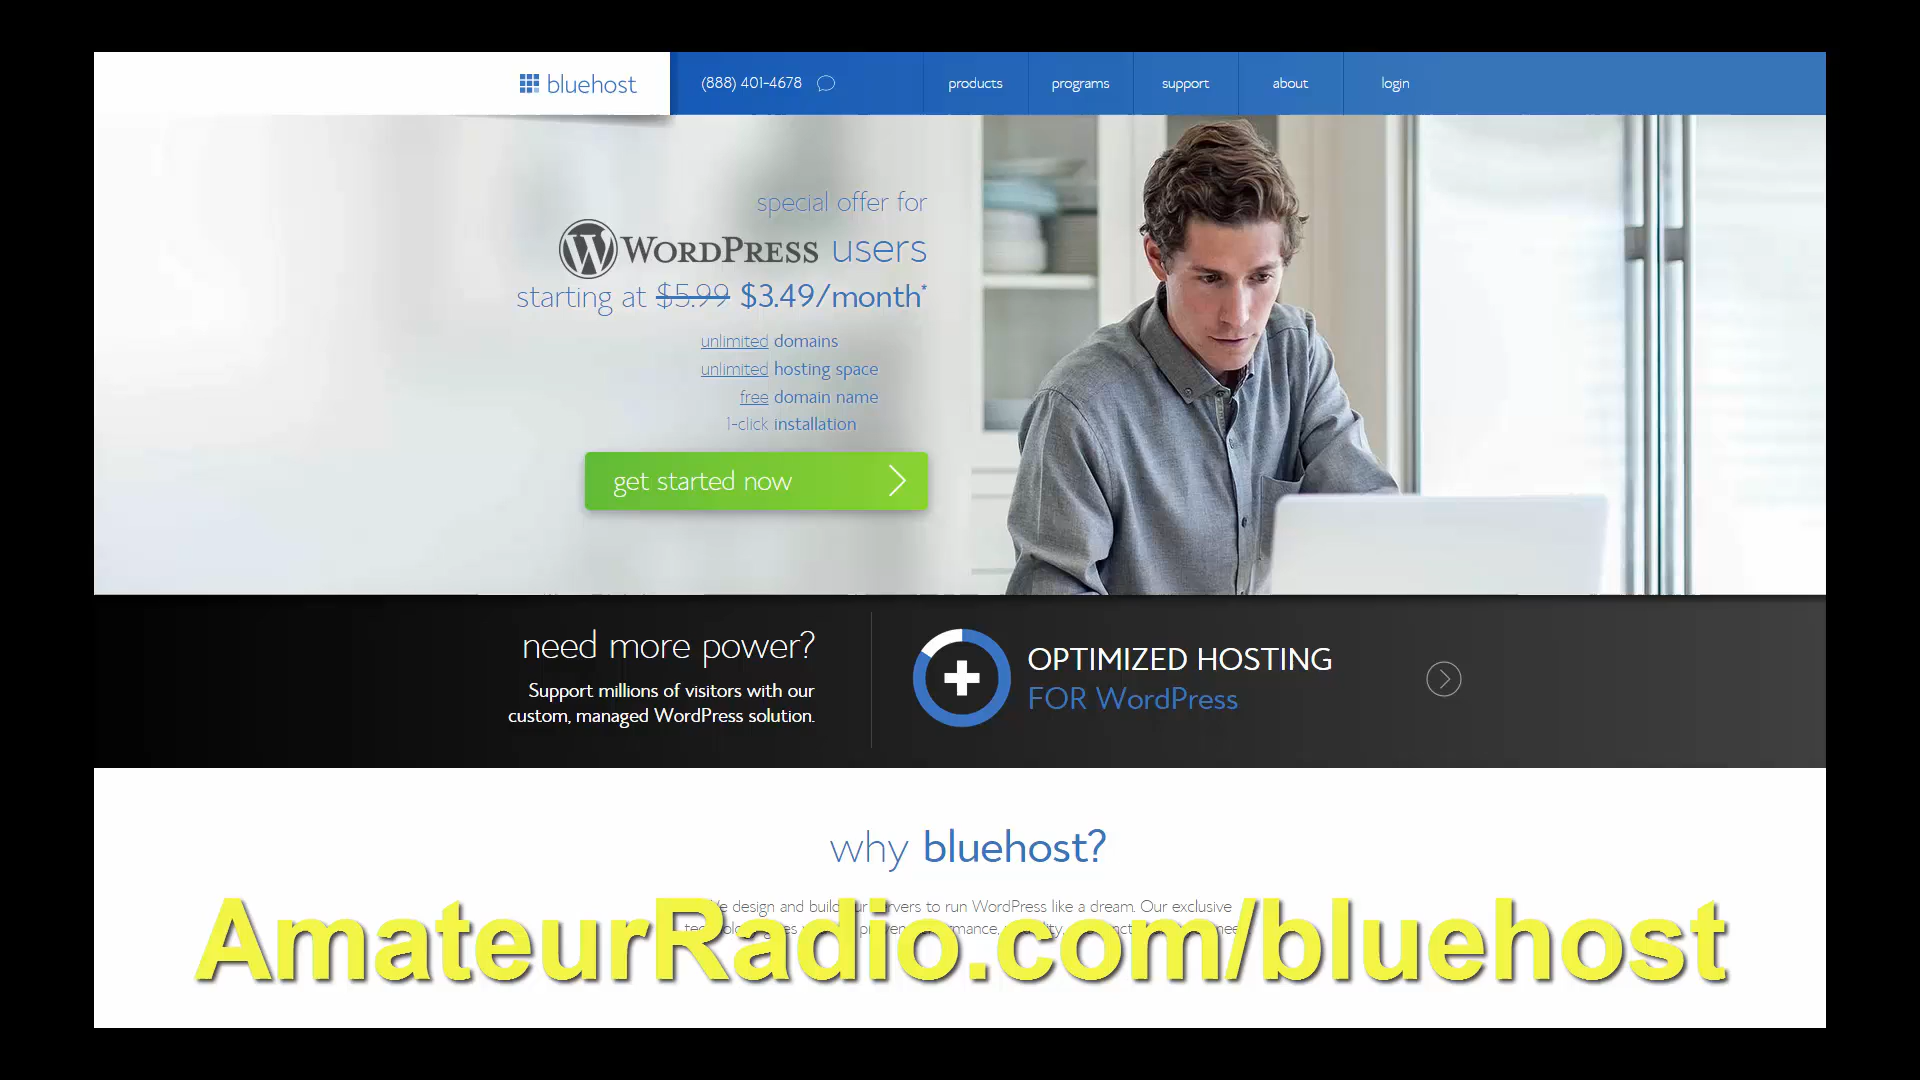 bluehost
(888) 401-4678
products
programs
support
about
login
special offer for
WORDPRESS users
starting at $5.99 $3.49/month*
unlimited domains
unlimited hosting space
free domain name
1-click installation
get started now
need more power?
Support millions of visitors with our
custom, managed WordPress solution.
OPTIMIZED HOSTING
FOR WordPress
why bluehost?
design and build servers to run WordPress like a dream. Our exclusive
AmateurRadio.com/bluehost